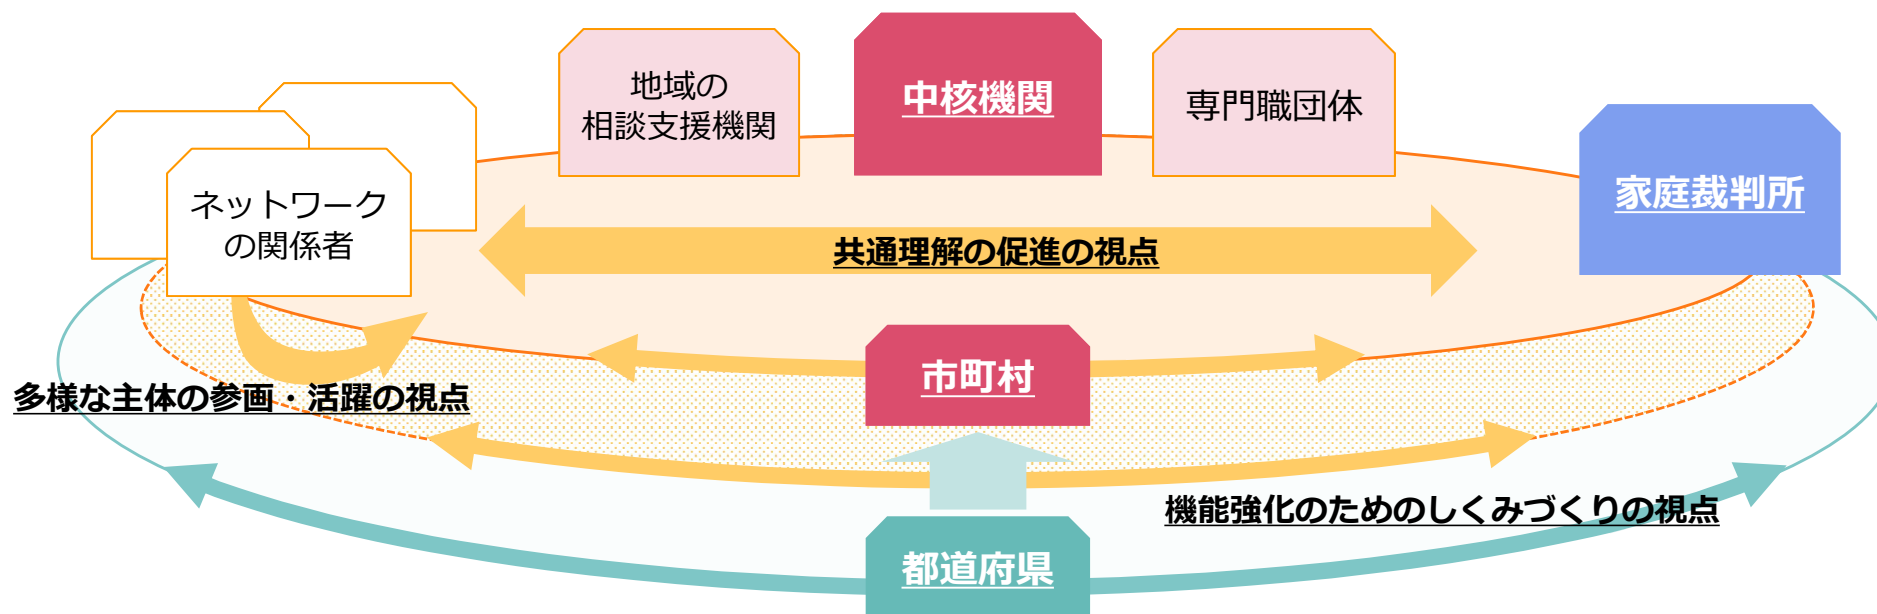 地域の
相談支援機関
中核機関
専門職団体
家庭裁判所
ネットワーク
の関係者
共通理解の促進の視点
市町村
多様な主体の参画・活躍の視点
機能強化のためのしくみづくりの視点
都道府県